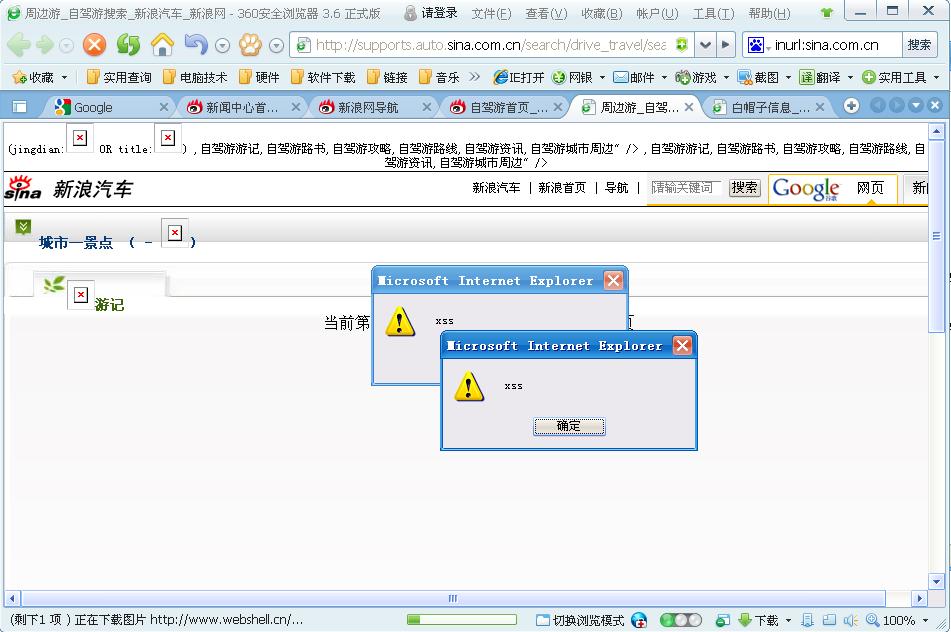 周边游_自驾游搜索_新浪汽车_新浪网 - 360安全浏览器 3.6 正式版 请登录 文件(F) 查看(V) 收藏(B) 帐户(U) 工具(T) 帮助(H)
http://supports.auto.sina.com.cn/search/drive_travel/sea inurl:sina.com.cn 搜索
收藏 实用查询 电脑技术 硬件 软件下载 链接 音乐 IE打开 网银 邮件 游戏 截图 翻译 实用工具
Google 新闻中心首... 新浪网导航 自驾游首页_... 周边游_自驾... 白帽子信息_...
(jingdian: OR title: ) , 自驾游游记, 自驾游路书, 自驾游攻略, 自驾游路线, 自驾游资讯, 自驾游城市周边" /> , 自驾游游记, 自驾游路书, 自驾游攻略, 自驾游路线, 自
驾游资讯, 自驾游城市周边" />
sina 新浪汽车 新浪汽车 | 新浪首页 | 导航 | 请输关键词 搜索 Google 谷歌 网页 新
城市—景点 ( - )
游记
当前第
Microsoft Internet Explorer
xss
Microsoft Internet Explorer
xss
确定
(剩下1 项 ) 正在下载图片 http://www.webshell.cn/... 切换浏览模式 下载 100%